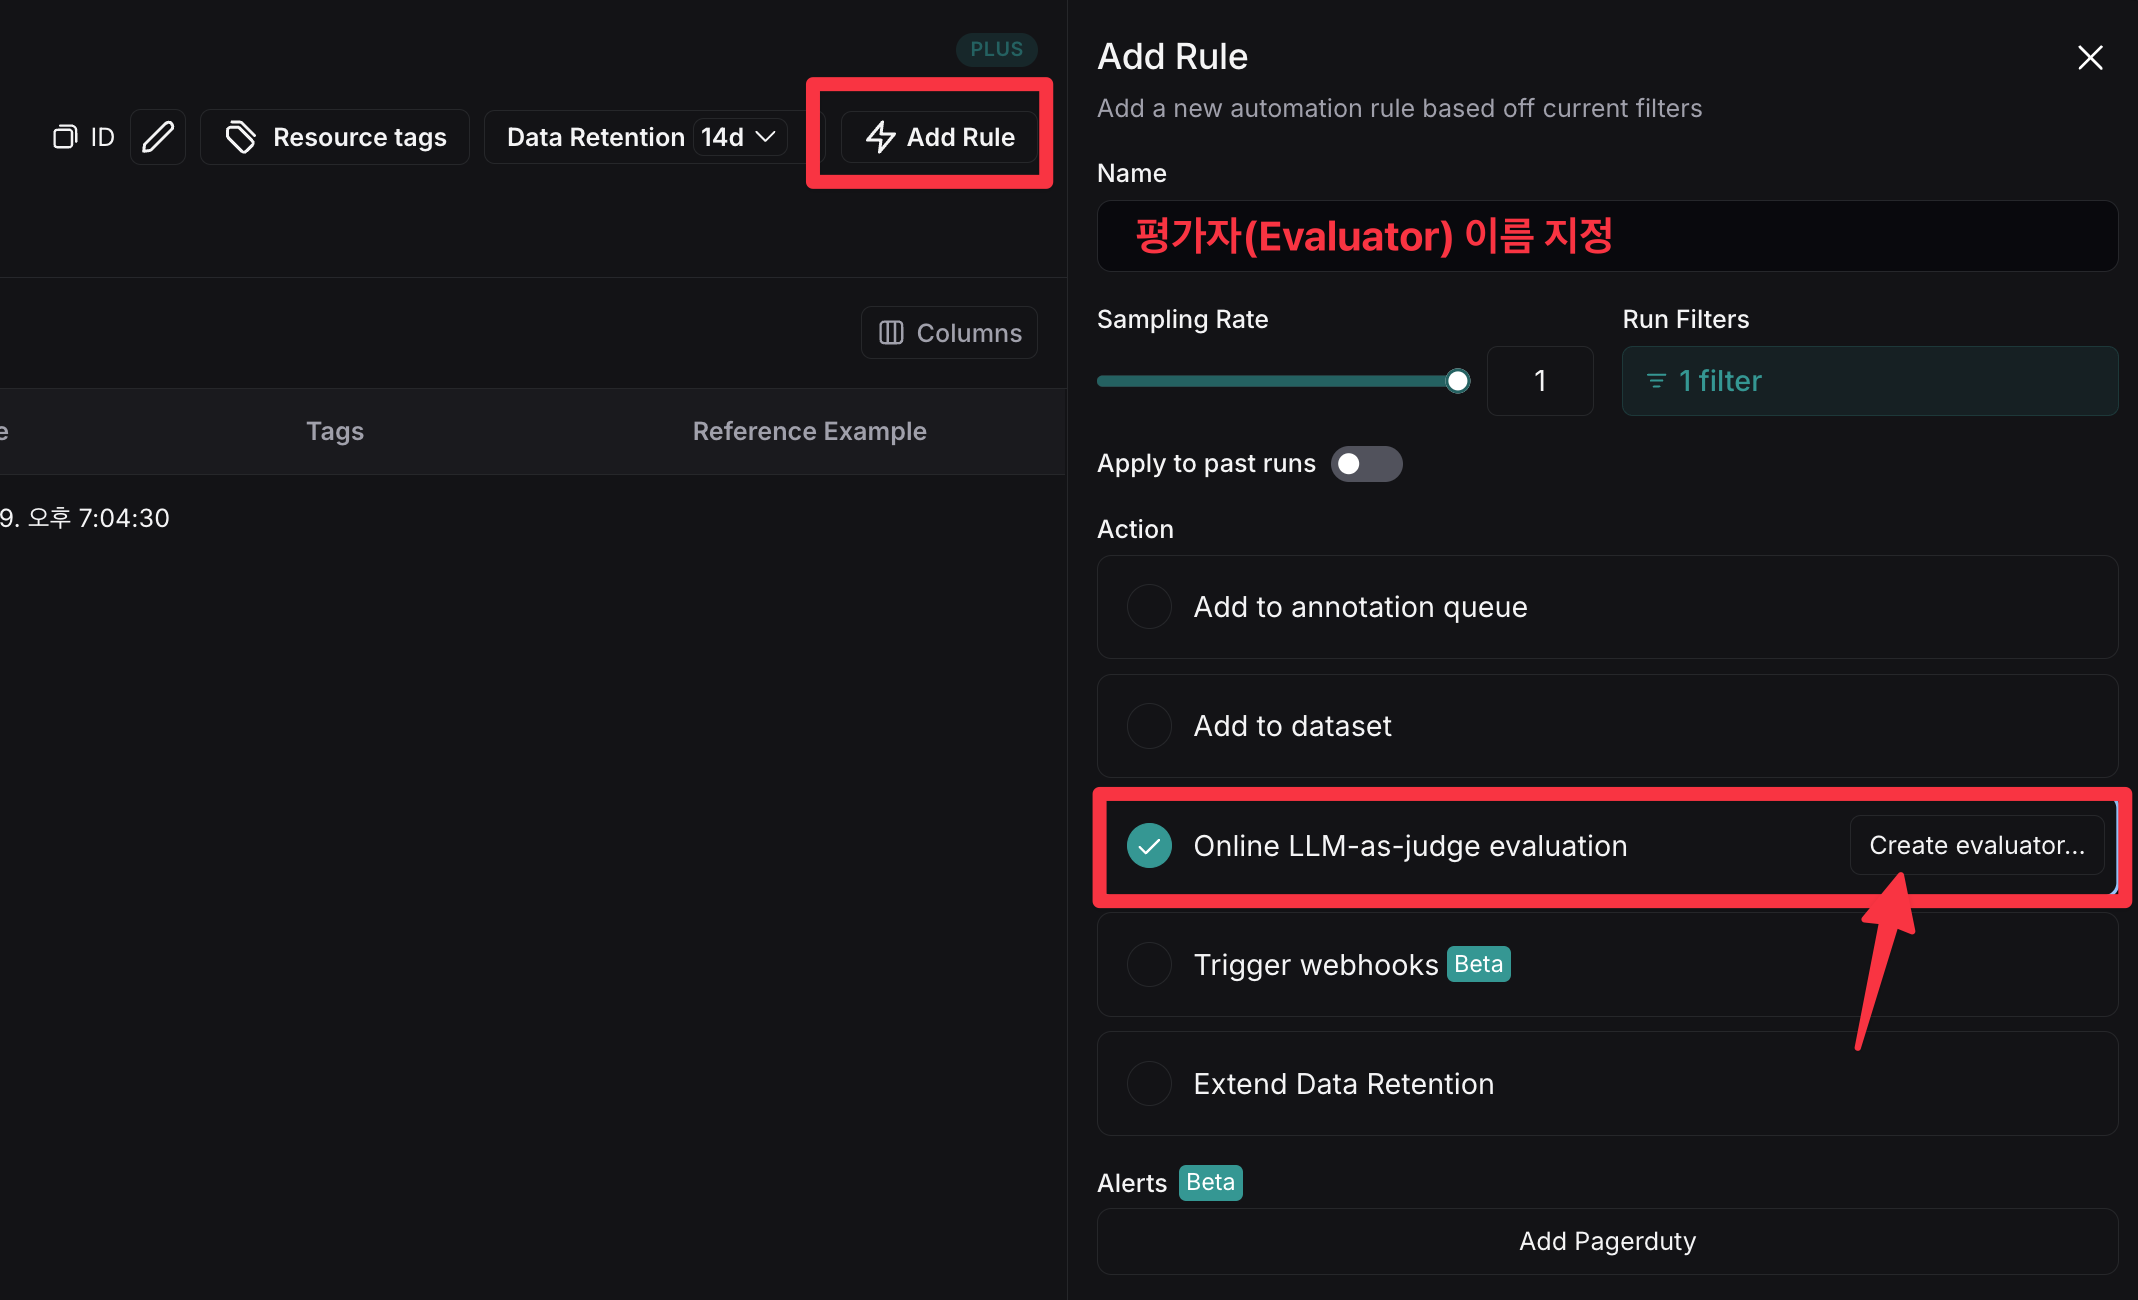 PLUS
ID
Resource tags
Data Retention 14d
Add Rule
Columns
e
Tags
Reference Example
9. 오후 7:04:30
Add Rule
Add a new automation rule based off current filters
Name
평가자(Evaluator) 이름 지정
Sampling Rate
1
Run Filters
1 filter
Apply to past runs
Action
Add to annotation queue
Add to dataset
Online LLM-as-judge evaluation
Create evaluator...
Trigger webhooks Beta
Extend Data Retention
Alerts Beta
Add Pagerduty